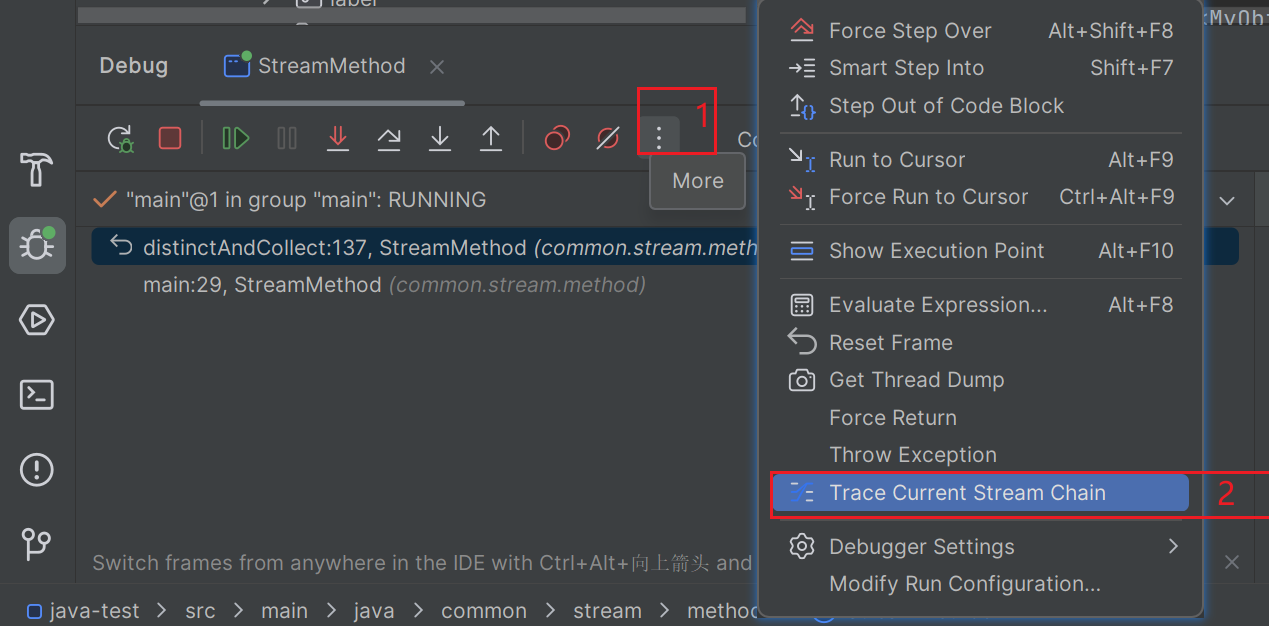 label
Debug
StreamMethod
1
More
"main"@1 in group "main": RUNNING
distinctAndCollect:137, StreamMethod (common.stream.meth
main:29, StreamMethod (common.stream.method)
Switch frames from anywhere in the IDE with Ctrl+Alt+向上箭头 and
java-test > src > main > java > common > stream > method
Force Step Over Alt+Shift+F8
Smart Step Into Shift+F7
Step Out of Code Block
Run to Cursor Alt+F9
Force Run to Cursor Ctrl+Alt+F9
Show Execution Point Alt+F10
Evaluate Expression... Alt+F8
Reset Frame
Get Thread Dump
Force Return
Throw Exception
Trace Current Stream Chain
2
Debugger Settings
Modify Run Configuration...